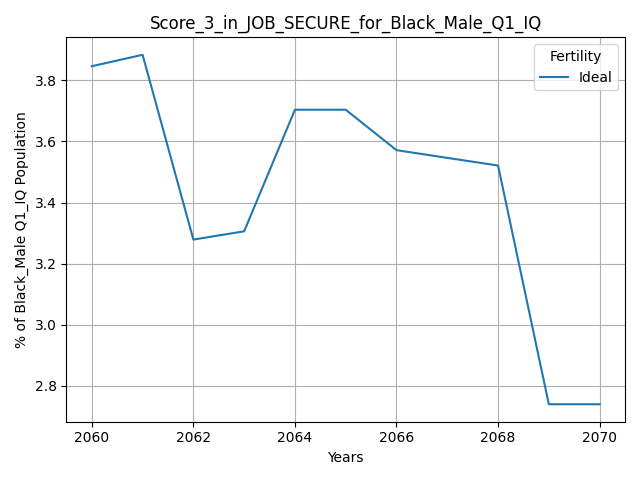 Score_3_in_JOB_SECURE_for_Black_Male_Q1_IQ
Fertility
Ideal
% of Black_Male Q1_IQ Population
3.8
3.6
3.4
3.2
3.0
2.8
2060
2062
2064
2066
2068
2070
Years